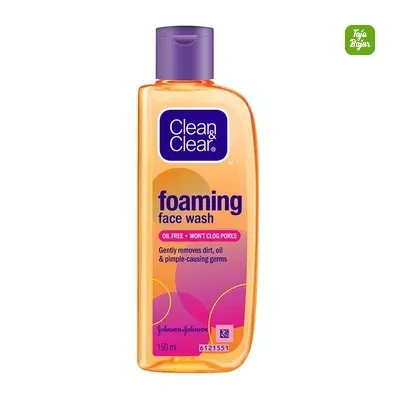 Taja
Bajar
Clean &
Clear®
foaming
face wash
OIL FREE • WON'T CLOG PORES
Gently removes dirt, oil
& pimple-causing germs
Johnson & Johnson
150 ml
6121551